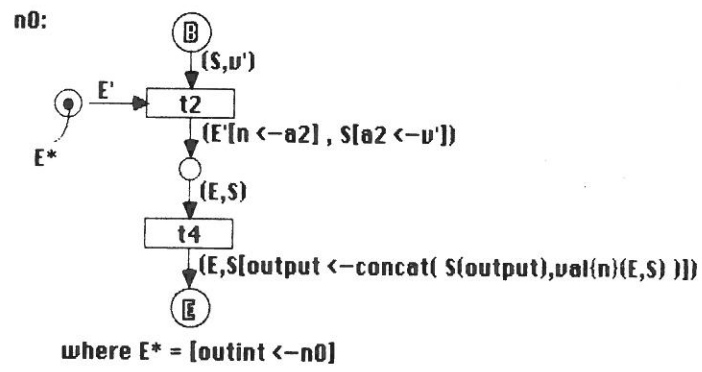 n0:
B
(S,v')
E'
t2
E*
(E'[n <-a2] , S[a2 <-v'])
(E,S)
t4
(E,S[output <-concat( S(output),val{n}(E,S) )])
E
where E* = [outint <-n0]